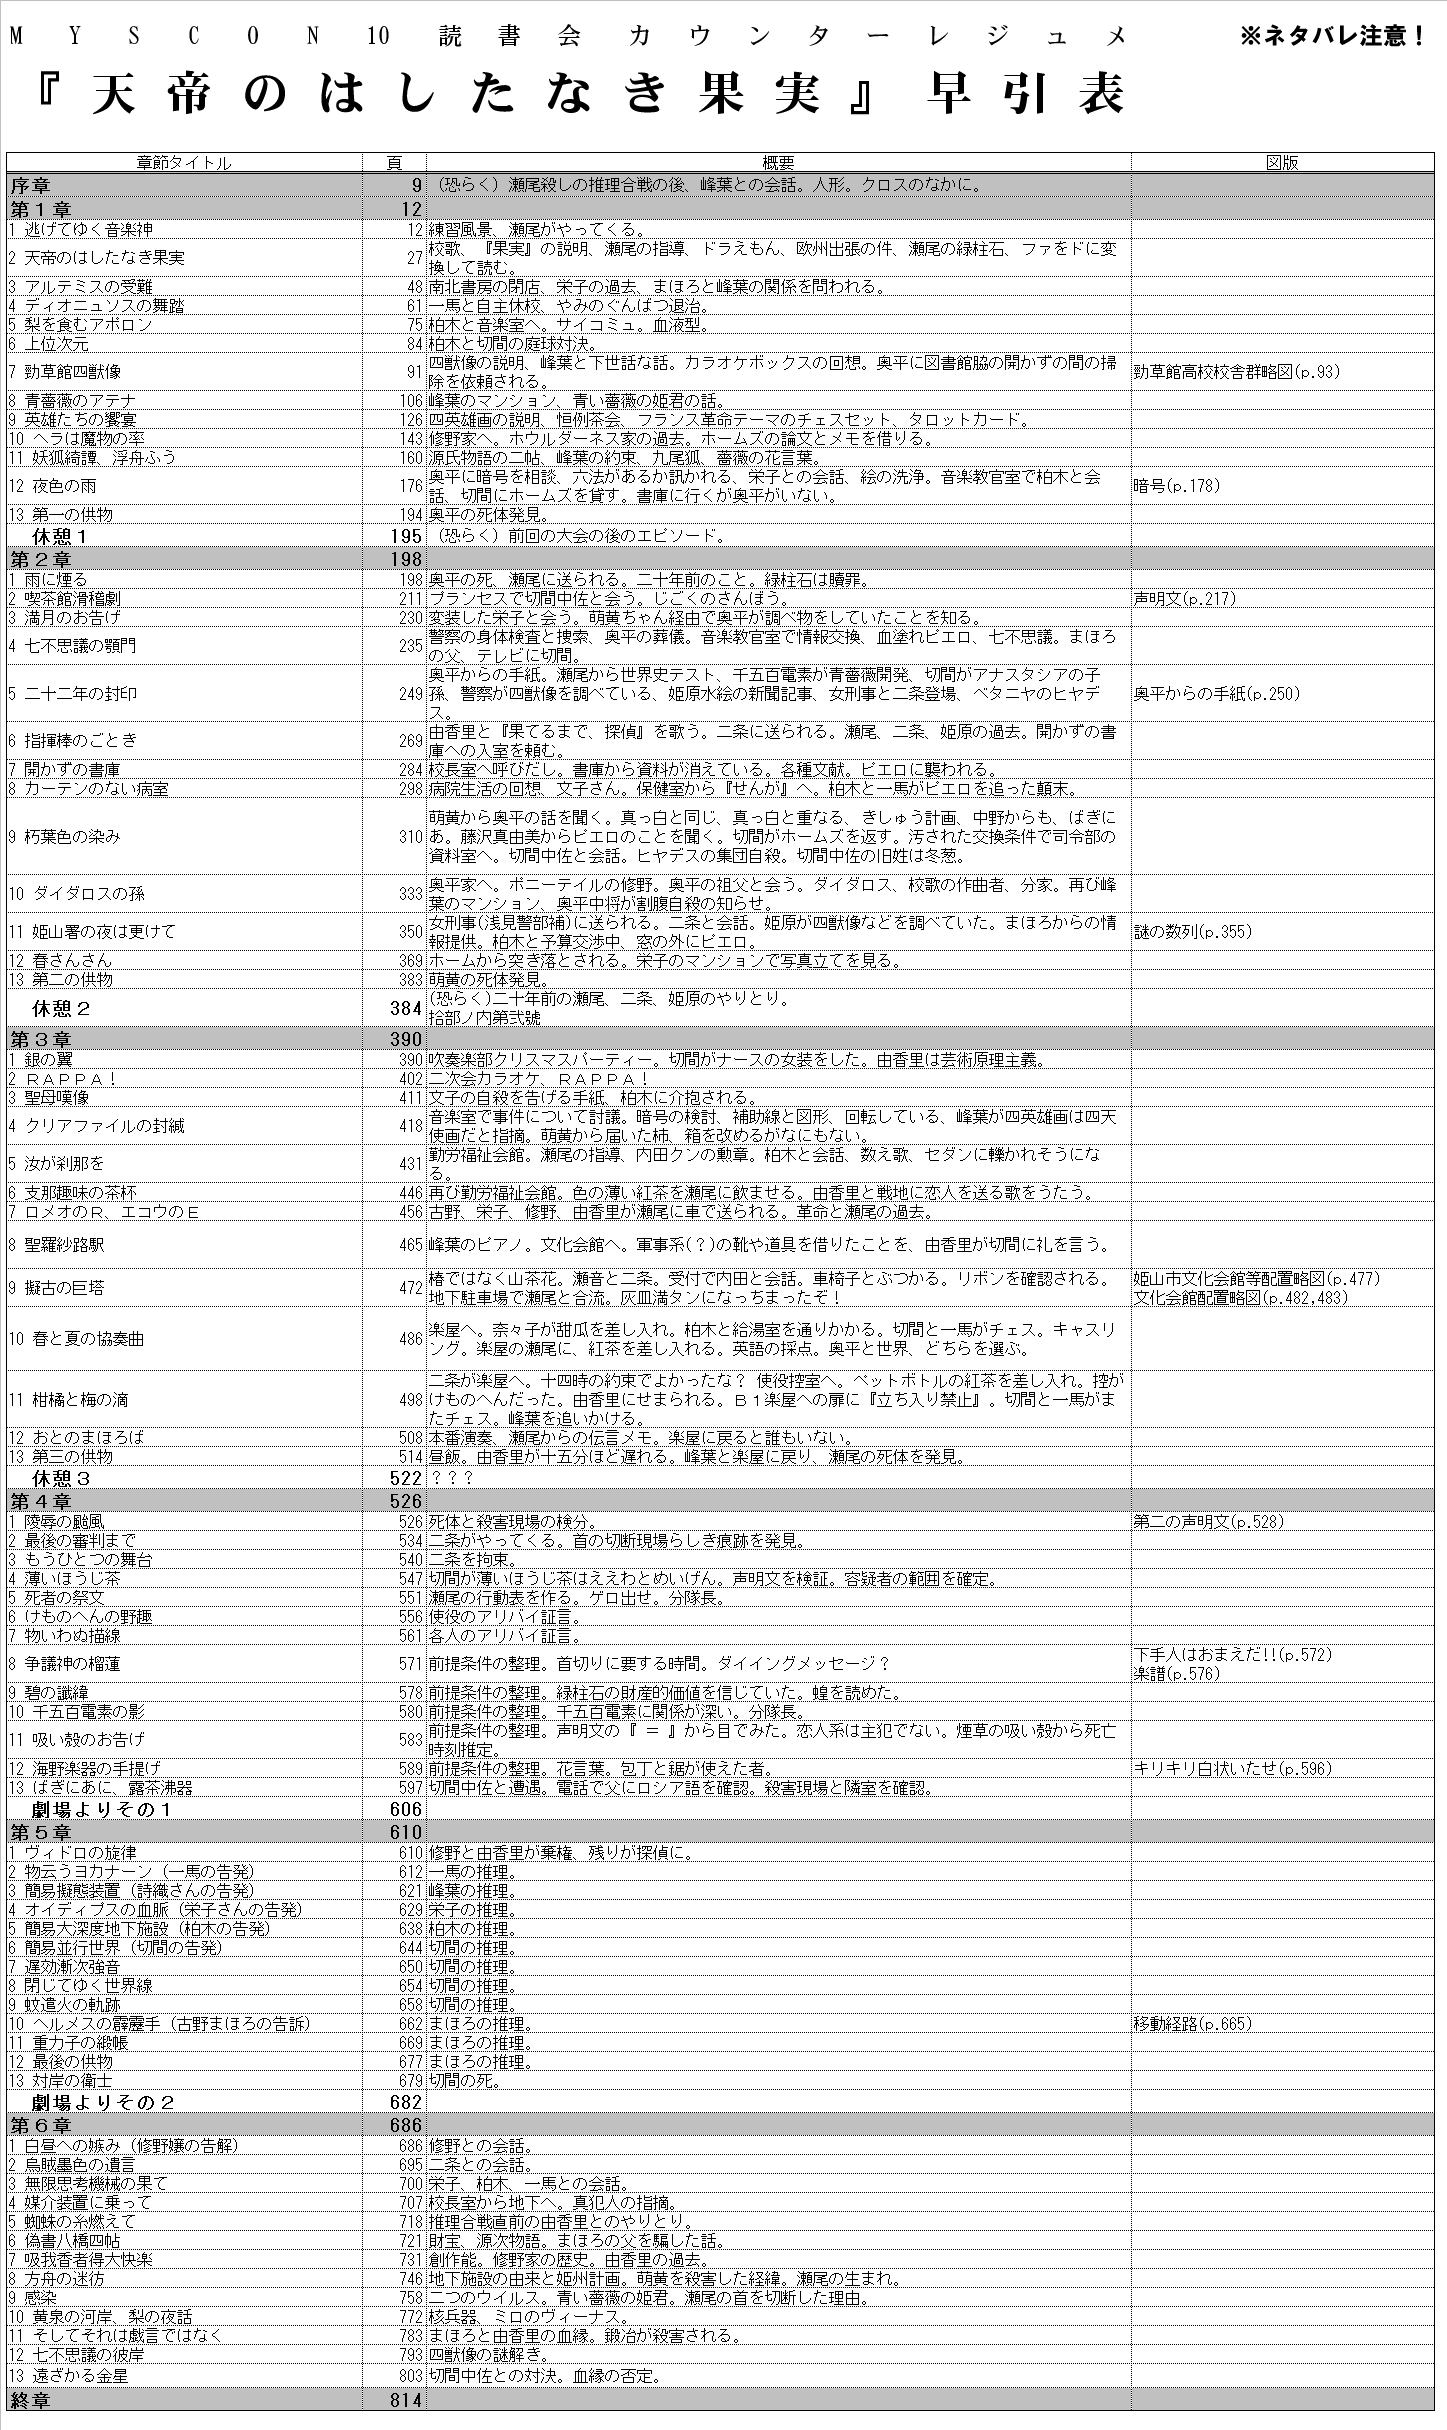 MYSCON10読書会カウンターレジュメ ※ネタバレ注意！
『天帝のはしたなき果実』早引表
章節タイトル 頁 概要 図版
序章 9 （恐らく）瀬尾殺しの推理合戦の後、峰葉との会話。人形。クロスのなかに。
第１章 12
1 逃げてゆく音楽神 12 練習風景、瀬尾がやってくる。
2 天帝のはしたなき果実 27 校歌、『果実』の説明、瀬尾の指導、ドラえもん、欧州出張の件、瀬尾の緑柱石、ファをドに変
換して読む。
3 アルテミスの受難 48 南北書房の閉店、栄子の過去、まほろと峰葉の関係を問われる。
4 ディオニュソスの舞踏 61 一馬と自主休校、やみのぐんばつ退治。
5 梨を食むアポロン 75 柏木と音楽室へ。サイコミュ。血液型。
6 上位次元 84 柏木と切間の庭球対決。
7 勁草館四獣像 91 四獣像の説明、峰葉と下世話な話。カラオケボックスの回想。奥平に図書館脇の開かずの間の掃
除を依頼される。 勁草館高校校舎群略図(p.93)
8 青薔薇のアテナ 106 峰葉のマンション、青い薔薇の姫君の話。
9 英雄たちの饗宴 126 四英雄画の説明、恒例茶会、フランス革命テーマのチェスセット、タロットカード。
10 ヘラは魔物の率 143 修野家へ。ホウルダーネス家の過去。ホームズの論文とメモを借りる。
11 妖狐綺譚、浮舟ふう 160 源氏物語の二帖、峰葉の約束、九尾狐、薔薇の花言葉。
12 夜色の雨 176 奥平に暗号を相談、六法があるか訊かれる、栄子との会話、絵の洗浄。音楽教官室で柏木と会
話、切間にホームズを貸す。書庫に行くが奥平がいない。 暗号(p.178)
13 第一の供物 194 奥平の死体発見。
休憩１ 195 （恐らく）前回の大会の後のエピソード。
第２章 198
1 雨に煙る 198 奥平の死、瀬尾に送られる。二十年前のこと。緑柱石は贖罪。
2 喫茶館滑稽劇 211 プランセスで切間中佐と会う。じごくのさんぽう。 声明文(p.217)
3 満月のお告げ 230 変装した栄子と会う。萌黄ちゃん経由で奥平が調べ物をしていたことを知る。
4 七不思議の顎門 235 警察の身体検査と捜索、奥平の葬儀。音楽教官室で情報交換、血塗れピエロ、七不思議。まほろ
の父、テレビに切間。
5 二十二年の封印 249 奥平からの手紙。瀬尾から世界史テスト、千五百電素が青薔薇開発、切間がアナスタシアの子
孫、警察が四獣像を調べている、姫原水絵の新聞記事、女刑事と二条登場、ベタニヤのヒヤデ
ス。 奥平からの手紙(p.250)
6 指揮棒のごとき 269 由香里と『果てるまで、探偵』を歌う。二条に送られる。瀬尾、二条、姫原の過去。開かずの書
庫への入室を頼む。
7 開かずの書庫 284 校長室へ呼びだし。書庫から資料が消えている。各種文献。ピエロに襲われる。
8 カーテンのない病室 298 病院生活の回想、文子さん。保健室から『せんが』へ。柏木と一馬がピエロを追った顛末。
9 朽葉色の染み 310 萌黄から奥平の話を聞く。真っ白と同じ、真っ白と重なる、きしゅう計画、中野からも、ばぎに
あ。藤沢真由美からピエロのことを聞く。切間がホームズを返す。汚された交換条件で司令部の
資料室へ。切間中佐と会話。ヒヤデスの集団自殺。切間中佐の旧姓は冬葱。
10 ダイダロスの孫 333 奥平家へ。ポニーテイルの修野。奥平の祖父と会う。ダイダロス、校歌の作曲者、分家。再び峰
葉のマンション、奥平中将が割腹自殺の知らせ。
11 姫山署の夜は更けて 350 女刑事(浅見警部補)に送られる。二条と会話。姫原が四獣像などを調べていた。まほろからの情
報提供。柏木と予算交渉中、窓の外にピエロ。 謎の数列(p.355)
12 春さんさん 369 ホームから突き落とされる。栄子のマンションで写真立てを見る。
13 第二の供物 383 萌黄の死体発見。
休憩２ 384 (恐らく)二十年前の瀬尾、二条、姫原のやりとり。
拾部ノ内第弐號
第３章 390
1 銀の翼 390 吹奏楽部クリスマスパーティー。切間がナースの女装をした。由香里は芸術原理主義。
2 ＲＡＰＰＡ！ 402 二次会カラオケ、ＲＡＰＰＡ！
3 聖母嘆像 411 文子の自殺を告げる手紙、柏木に介抱される。
4 クリアファイルの封緘 418 音楽室で事件について討議。暗号の検討、補助線と図形、回転している、峰葉が四英雄画は四天
使画だと指摘。萌黄から届いた柿、箱を改めるがなにもない。
5 汝が刹那を 431 勤労福祉会館。瀬尾の指導、内田クンの勲章。柏木と会話、数え歌、セダンに轢かれそうにな
る。
6 支那趣味の茶杯 446 再び勤労福祉会館。色の薄い紅茶を瀬尾に飲ませる。由香里と戦地に恋人を送る歌をうたう。
7 ロメオのＲ、エコウのＥ 456 古野、栄子、修野、由香里が瀬尾に車で送られる。革命と瀬尾の過去。
8 聖羅紗路駅 465 峰葉のピアノ。文化会館へ。軍事系(？)の靴や道具を借りたことを、由香里が切間に礼を言う。
9 擬古の巨塔 472 椿ではなく山茶花。瀬音と二条。受付で内田と会話。車椅子とぶつかる。リボンを確認される。
地下駐車場で瀬尾と合流。灰皿満タンになっちまったぞ！ 姫山市文化会館等配置略図(p.477)
文化会館配置略図(p.482,483)
10 春と夏の協奏曲 486 楽屋へ。奈々子が甜瓜を差し入れ。柏木と給湯室を通りかかる。切間と一馬がチェス。キャスリ
ング。楽屋の瀬尾に、紅茶を差し入れる。英語の採点。奥平と世界、どちらを選ぶ。
11 柑橘と梅の滴 498 二条が楽屋へ。十四時の約束でよかったな？ 使役控室へ。ペットボトルの紅茶を差し入れ。控が
けものへんだった。由香里にせまられる。Ｂ１楽屋への扉に『立ち入り禁止』。切間と一馬がま
たチェス。峰葉を追いかける。
12 おとのまほろば 508 本番演奏、瀬尾からの伝言メモ。楽屋に戻ると誰もいない。
13 第三の供物 514 昼飯。由香里が十五分ほど遅れる。峰葉と楽屋に戻り、瀬尾の死体を発見。
休憩３ 522 ？？？
第４章 526
1 陵辱の颱風 526 死体と殺害現場の検分。 第二の声明文(p.528)
2 最後の審判まで 534 二条がやってくる。首の切断現場らしき痕跡を発見。
3 もうひとつの舞台 540 二条を拘束。
4 薄いほうじ茶 547 切間が薄いほうじ茶はええわとめいげん。声明文を検証。容疑者の範囲を確定。
5 死者の祭文 551 瀬尾の行動表を作る。ゲロ出せ。分隊長。
6 けものへんの野趣 556 使役のアリバイ証言。
7 物いわぬ描線 561 各人のアリバイ証言。
8 争議神の榴蓮 571 前提条件の整理。首切りに要する時間。ダイイングメッセージ？ 下手人はおまえだ!!(p.572)
楽譜(p.576)
9 碧の讖緯 578 前提条件の整理。緑柱石の財産的価値を信じていた。蝗を読めた。
10 千五百電素の影 580 前提条件の整理。千五百電素に関係が深い。分隊長。
11 吸い殻のお告げ 583 前提条件の整理。声明文の『 ＝ 』から目でみた。恋人系は主犯でない。煙草の吸い殻から死亡
時刻推定。
12 海野楽器の手提げ 589 前提条件の整理。花言葉。包丁と鋸が使えた者。 キリキリ白状いたせ(p.596)
13 ばぎにあに、露茶沸器 597 切間中佐と遭遇。電話で父にロシア語を確認。殺害現場と隣室を確認。
劇場よりその１ 606
第５章 610
1 ヴィドロの旋律 610 修野と由香里が棄権、残りが探偵に。
2 物云うヨカナーン（一馬の告発） 612 一馬の推理。
3 簡易擬態装置（詩織さんの告発） 621 峰葉の推理。
4 オイディプスの血脈（栄子さんの告発） 629 栄子の推理。
5 簡易大深度地下施設（柏木の告発） 638 柏木の推理。
6 簡易並行世界（切間の告発） 644 切間の推理。
7 遅効漸次強音 650 切間の推理。
8 閉じてゆく世界線 654 切間の推理。
9 蚊遣火の軌跡 658 切間の推理。
10 ヘルメスの霹靂手（古野まほろの告訴） 662 まほろの推理。 移動経路(p.665)
11 重力子の緞帳 669 まほろの推理。
12 最後の供物 677 まほろの推理。
13 対岸の衛士 679 切間の死。
劇場よりその２ 682
第６章 686
1 白昼への嫉み（修野嬢の告解） 686 修野との会話。
2 烏賊墨色の遺言 695 二条との会話。
3 無限思考機械の果て 700 栄子、柏木、一馬との会話。
4 媒介装置に乗って 707 校長室から地下へ。真犯人の指摘。
5 蜘蛛の糸燃えて 718 推理合戦直前の由香里とのやりとり。
6 偽書八橋四帖 721 財宝、源次物語。まほろの父を騙した話。
7 吸我香者得大快楽 731 創作能。修野家の歴史。由香里の過去。
8 方舟の迷彷 746 地下施設の由来と姫州計画。萌黄を殺害した経緯。瀬尾の生まれ。
9 感染 758 二つのウイルス。青い薔薇の姫君。瀬尾の首を切断した理由。
10 黄泉の河岸、梨の夜話 772 核兵器、ミロのヴィーナス。
11 そしてそれは戯言ではなく 783 まほろと由香里の血縁。鍛冶が殺害される。
12 七不思議の彼岸 793 四獣像の謎解き。
13 遠ざかる金星 803 切間中佐との対決。血縁の否定。
終章 814